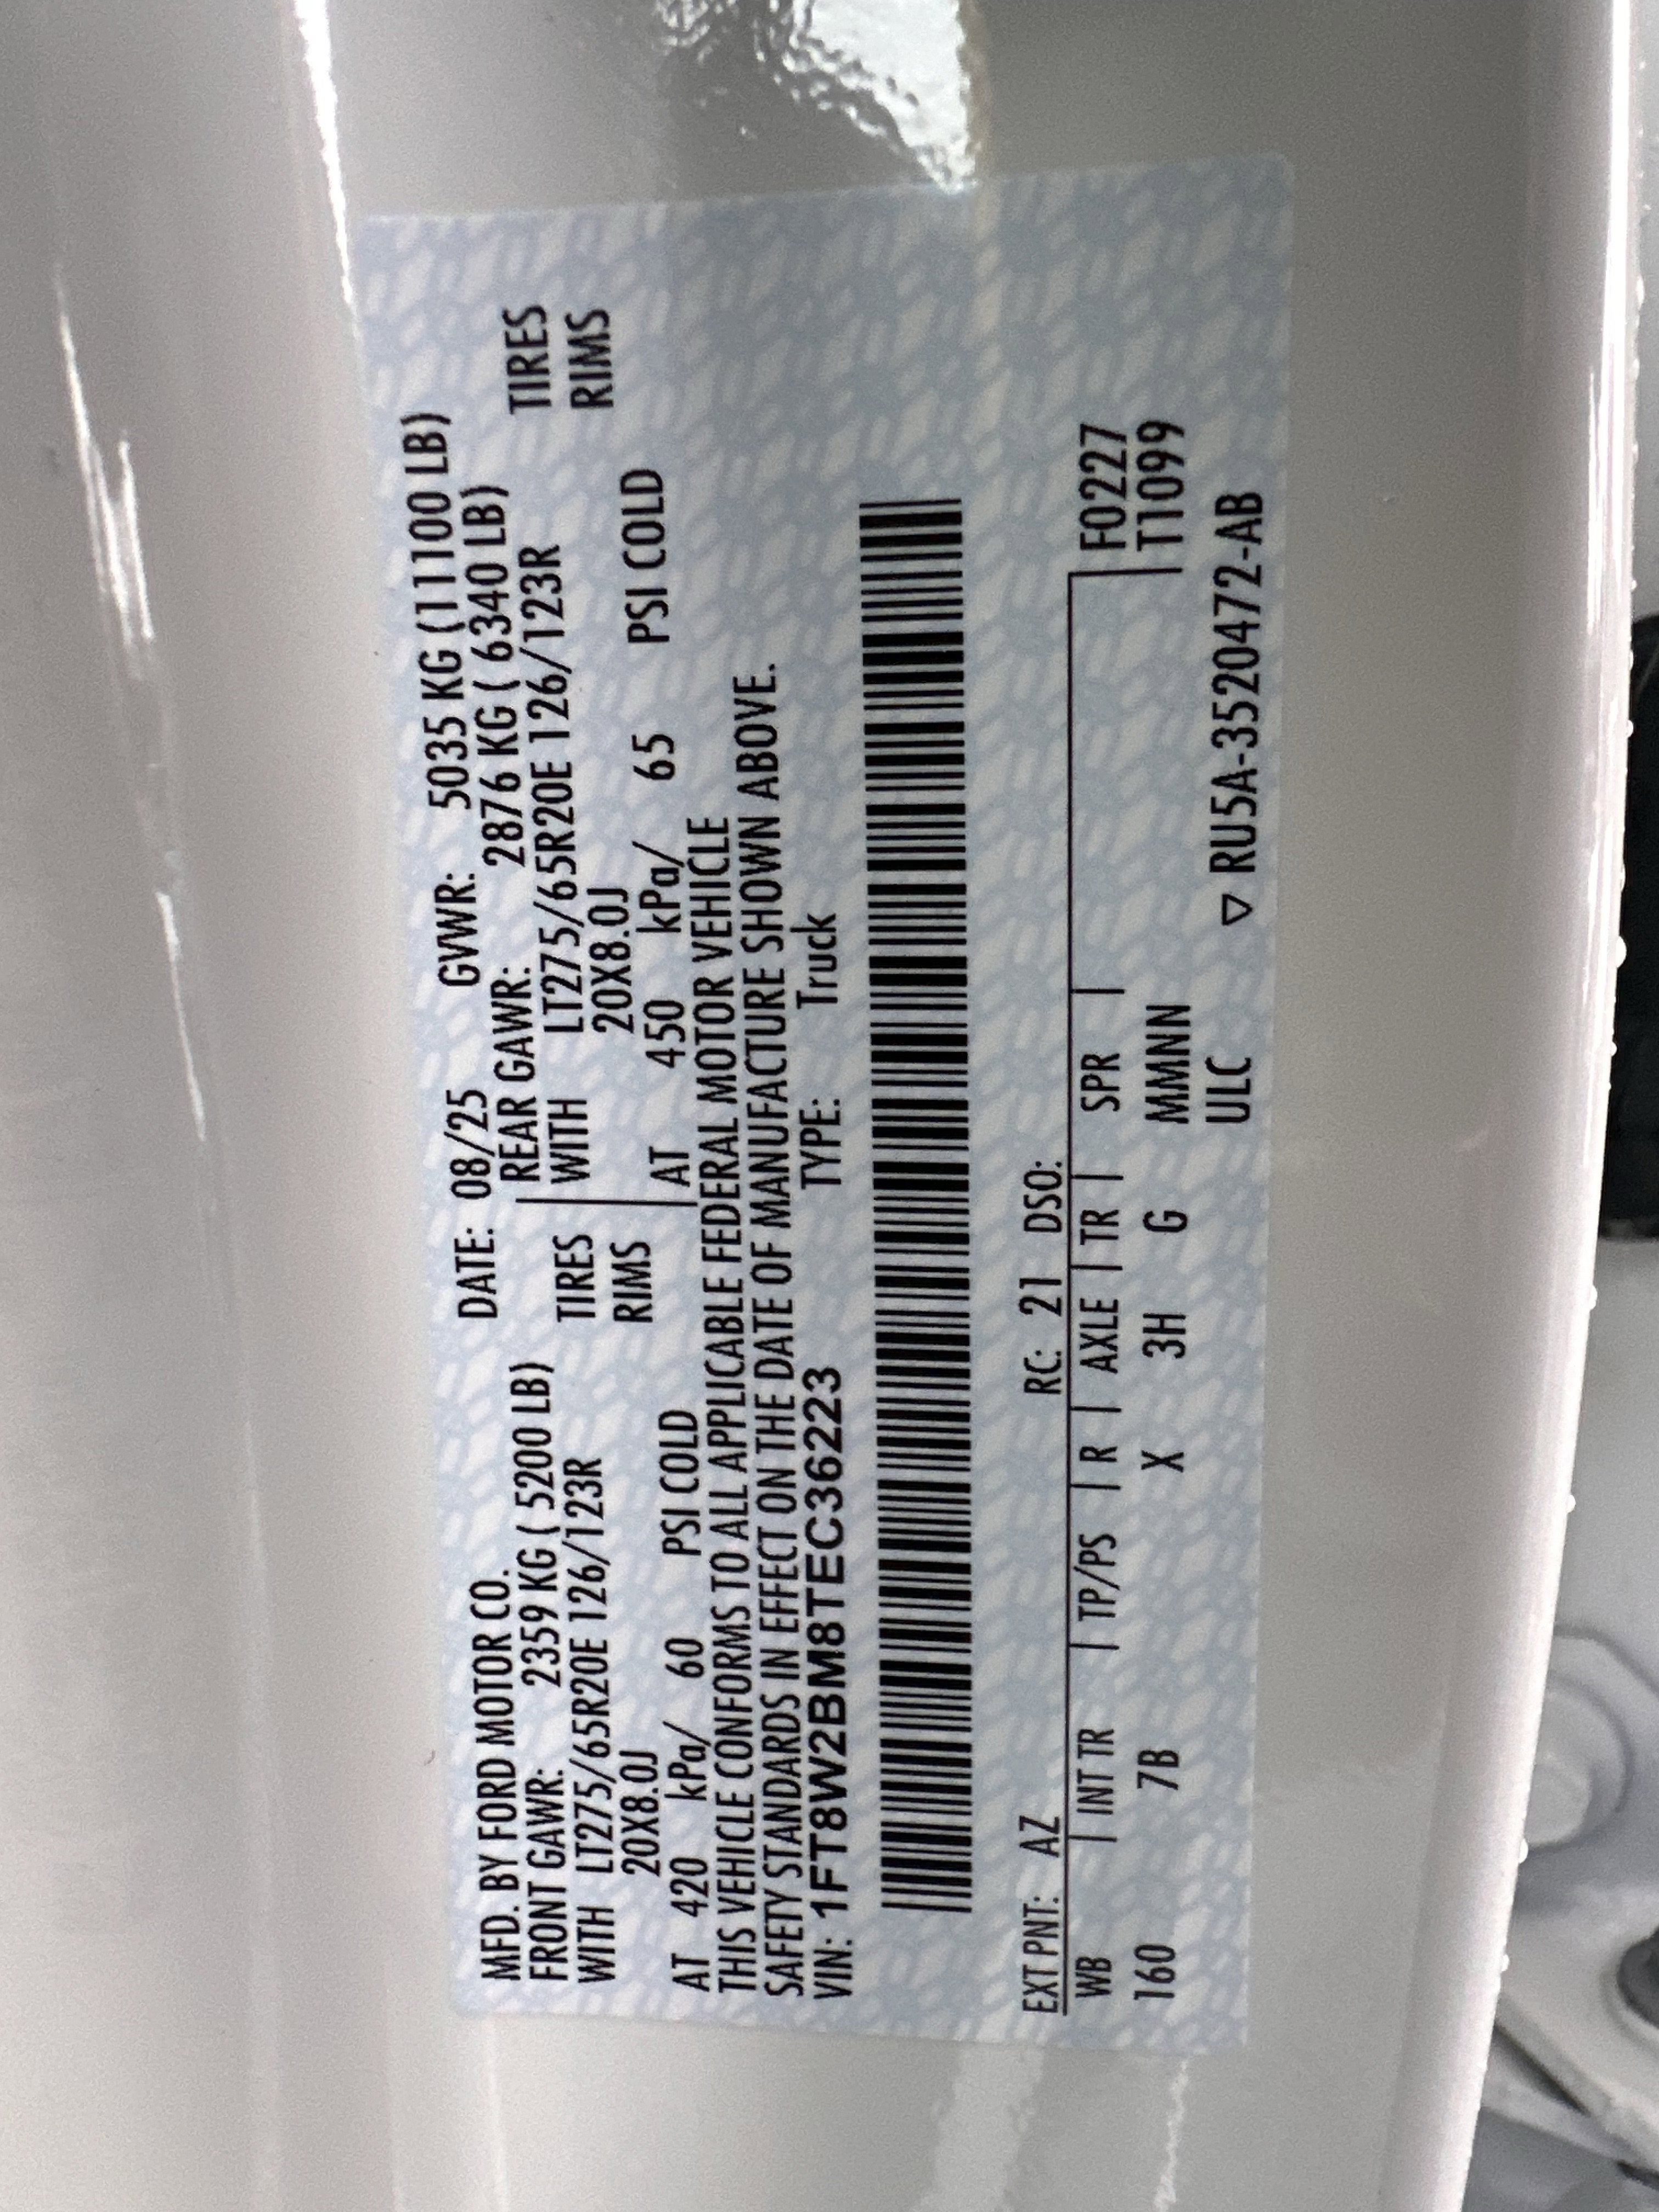 MFD. BY FORD MOTOR CO. DATE: 08/25 GVWR: 5035 KG (11100 LB)
FRONT GAWR: 2359 KG ( 5200 LB) REAR GAWR: 2876 KG ( 6340 LB)
WITH LT275/65R20E 126/123R TIRES WITH LT275/65R20E 126/123R TIRES
20X8.0J RIMS 20X8.0J RIMS
AT 420 kPa/ 60 PSI COLD AT 450 kPa/ 65 PSI COLD
THIS VEHICLE CONFORMS TO ALL APPLICABLE FEDERAL MOTOR VEHICLE
SAFETY STANDARDS IN EFFECT ON THE DATE OF MANUFACTURE SHOWN ABOVE.
VIN: 1FT8W2BM8TEC36223 TYPE: Truck
EXT PNT: AZ RC: 21 DSO:
WB | INT TR | TP/PS | R | AXLE | TR | SPR | F0227
160 7B X 3H G MMNN T1099
ULC ▽ RU5A-3520472-AB